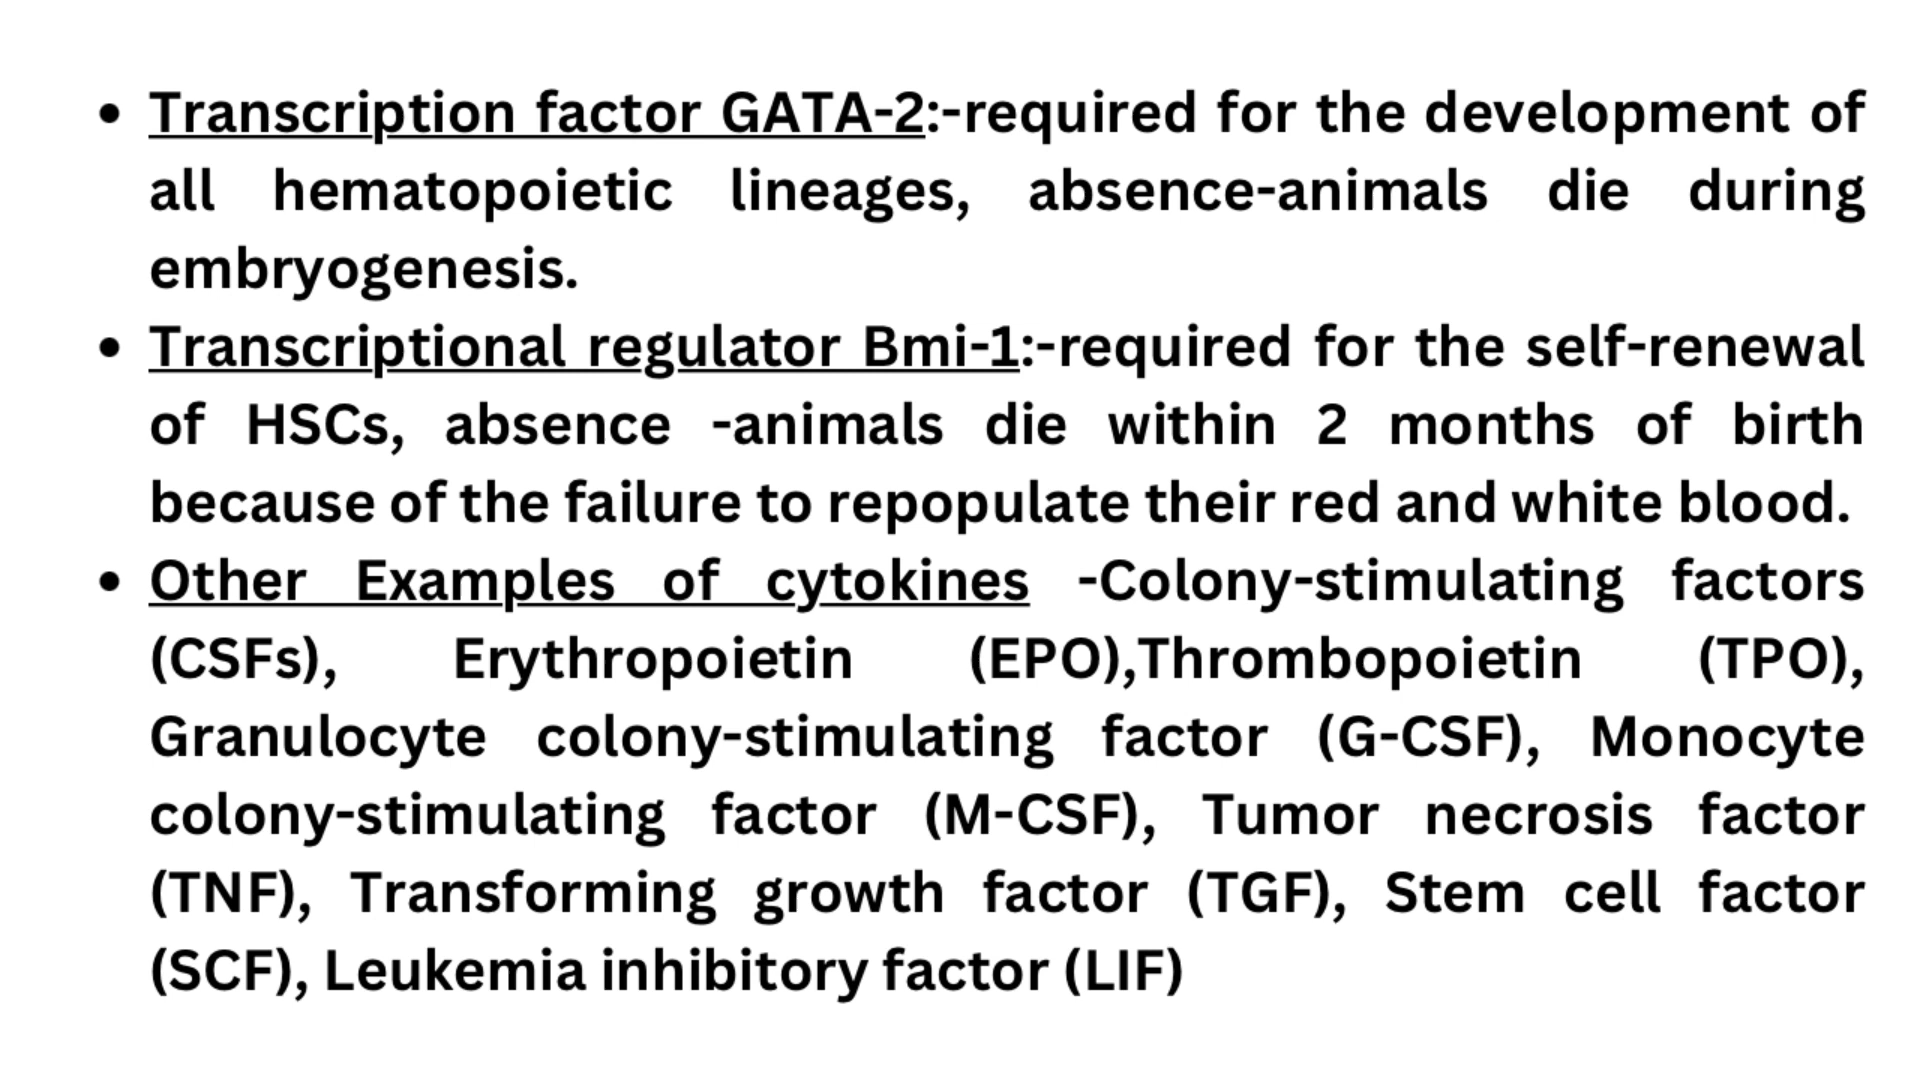 • Transcription factor GATA-2:-required for the development of
all hematopoietic lineages, absence-animals die during
embryogenesis.
• Transcriptional regulator Bmi-1:-required for the self-renewal
of HSCs, absence -animals die within 2 months of birth
because of the failure to repopulate their red and white blood.
• Other Examples of cytokines -Colony-stimulating factors
(CSFs), Erythropoietin (EPO),Thrombopoietin (TPO),
Granulocyte colony-stimulating factor (G-CSF), Monocyte
colony-stimulating factor (M-CSF), Tumor necrosis factor
(TNF), Transforming growth factor (TGF), Stem cell factor
(SCF), Leukemia inhibitory factor (LIF)